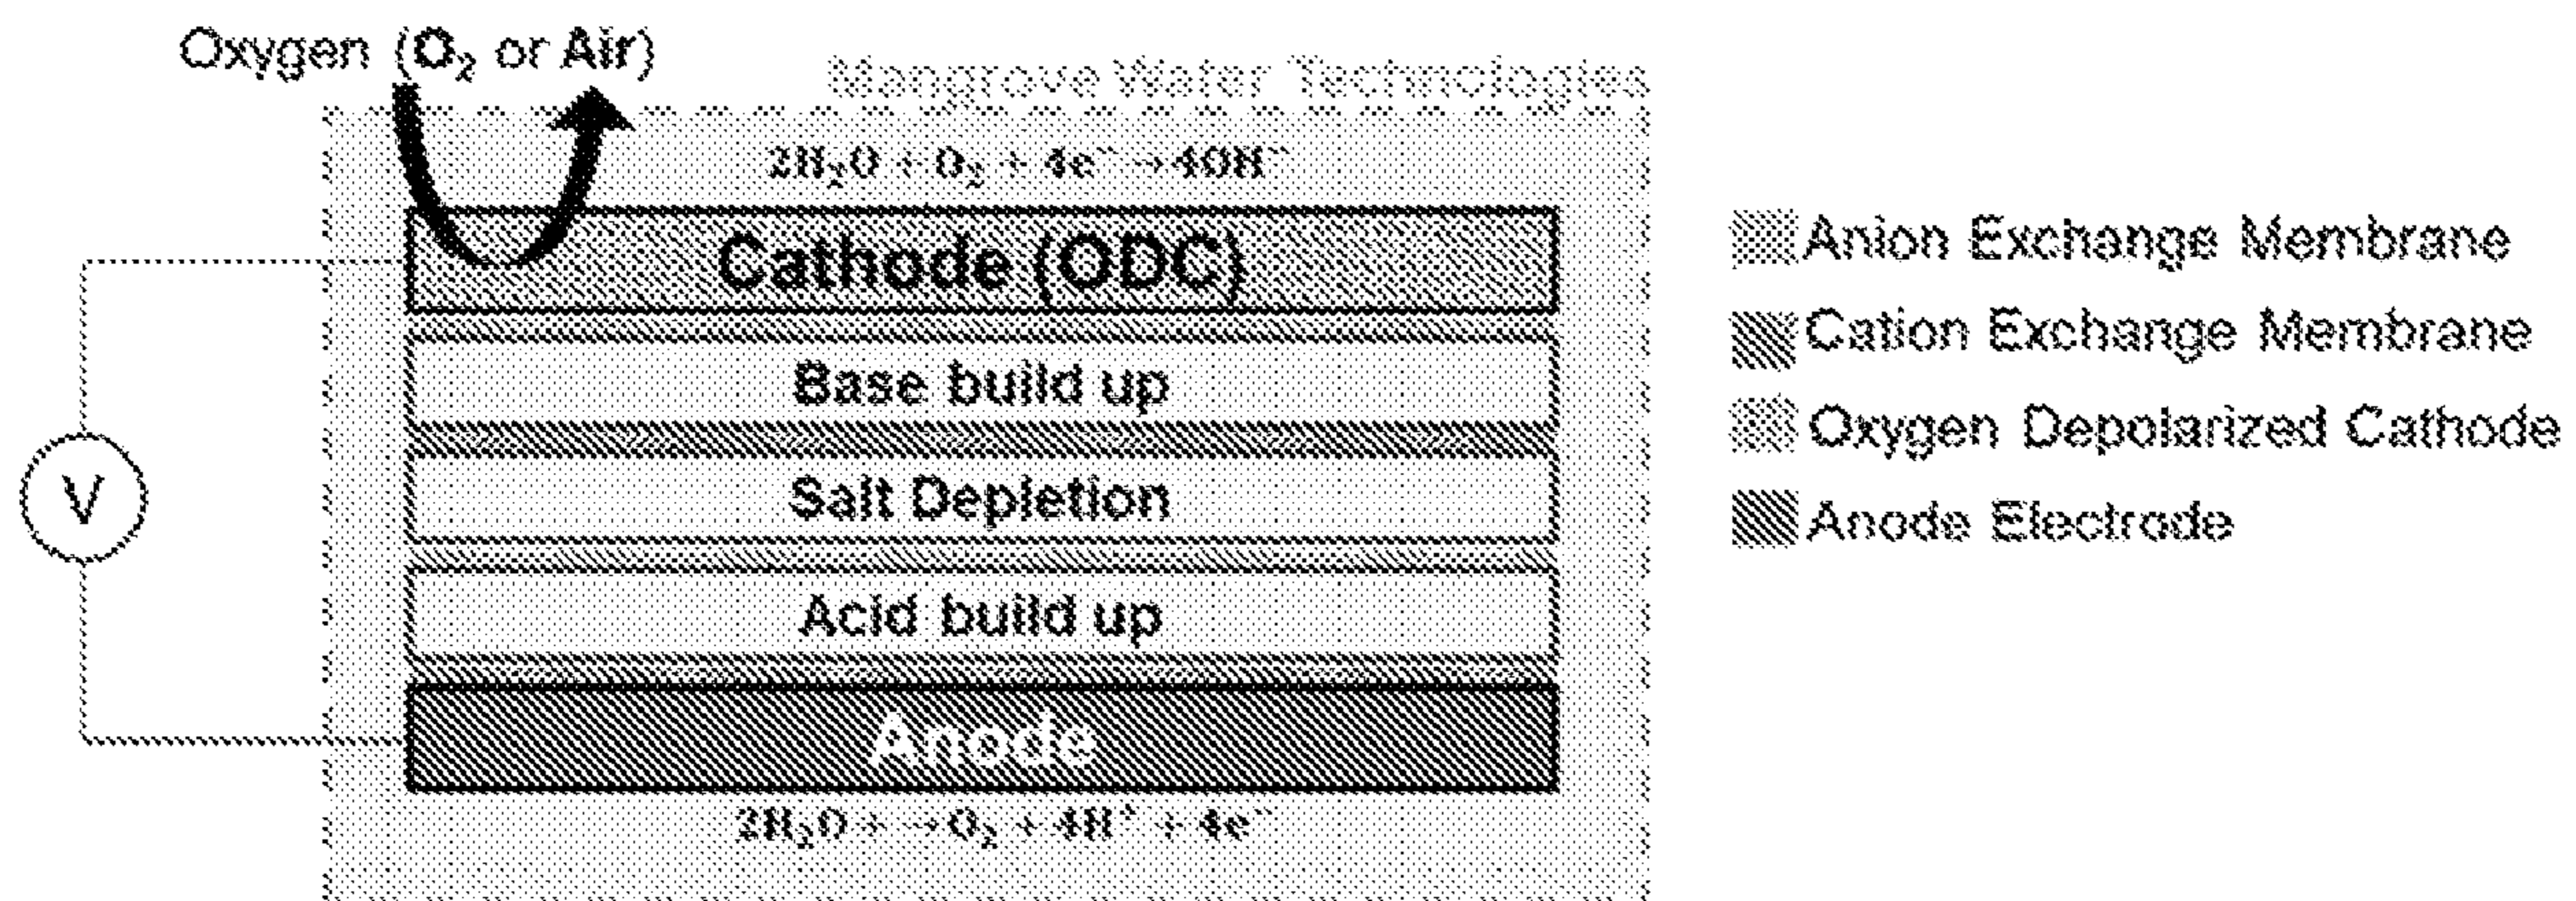 Oxygen (O₂ or Air)
Mangrove Water Technologies
2H₂O + O₂ + 4e⁻ → 4OH⁻
Cathode (ODC)
Base build up
Salt Depletion
Acid build up
Anode
2H₂O + → O₂ + 4H⁺ + 4e⁻
V
Anion Exchange Membrane
Cation Exchange Membrane
Oxygen Depolarized Cathode
Anode Electrode